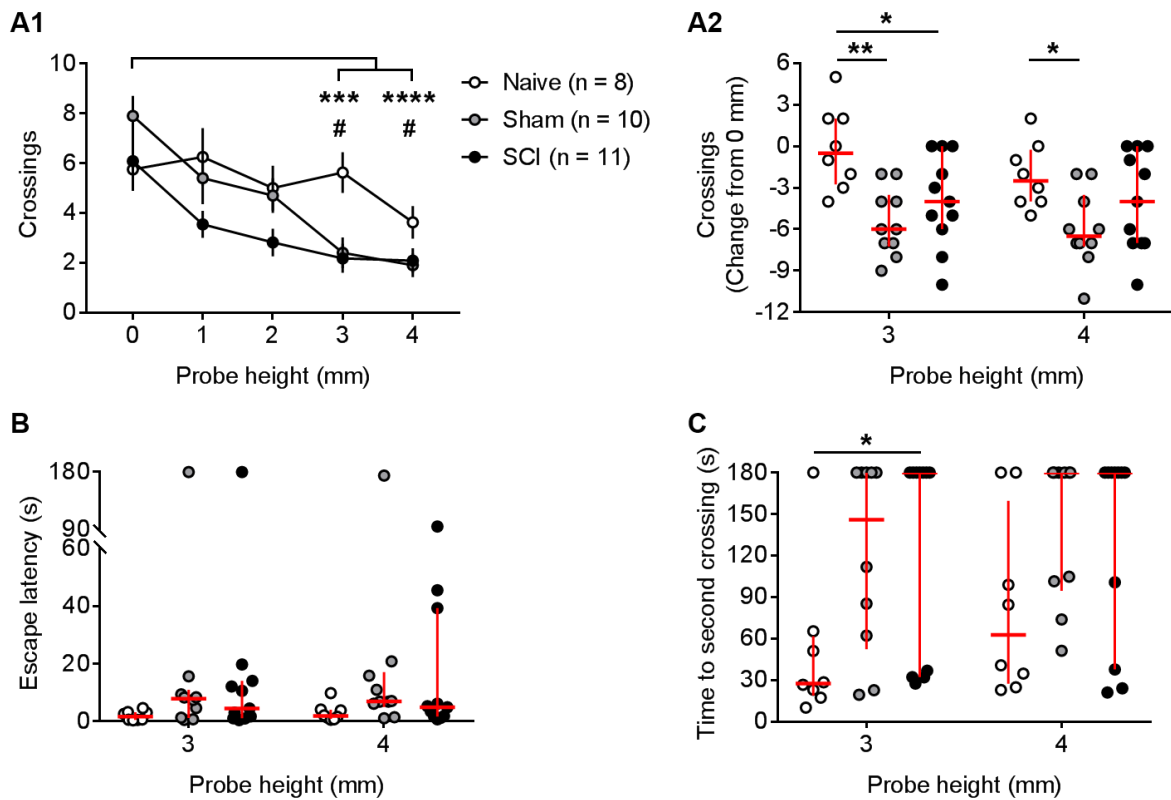 A1
10
8
6
4
2
0
Crossings
0 1 2 3 4
Probe height (mm)
*** ****
# #
Naive (n = 8)
Sham (n = 10)
SCI (n = 11)
A2
6
3
0
-3
-6
-9
-12
Crossings
(Change from 0 mm)
*
** *
3 4
Probe height (mm)
B
180
90
60
40
20
0
Escape latency (s)
3 4
Probe height (mm)
C
180
150
120
90
60
30
0
Time to second crossing (s)
*
3 4
Probe height (mm)